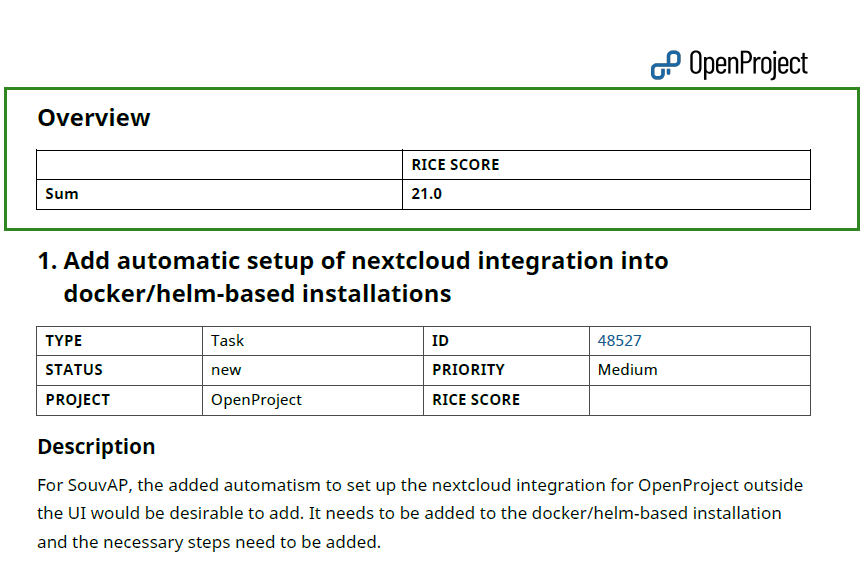 OpenProject
Overview
RICE SCORE
Sum 21.0
1. Add automatic setup of nextcloud integration into
docker/helm-based installations
TYPE Task ID 48527
STATUS new PRIORITY Medium
PROJECT OpenProject RICE SCORE
Description
For SouvAP, the added automatism to set up the nextcloud integration for OpenProject outside
the UI would be desirable to add. It needs to be added to the docker/helm-based installation
and the necessary steps need to be added.